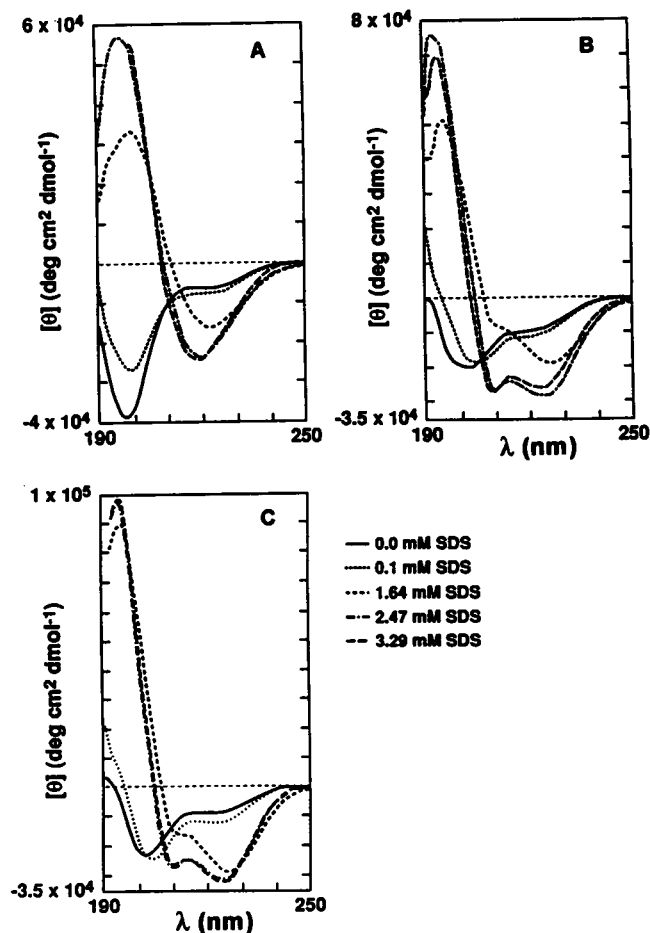 6 x 10⁴
A
[θ] (deg cm² dmol⁻¹)
-4 x 10⁴
190
250
8 x 10⁴
B
[θ] (deg cm² dmol⁻¹)
-3.5 x 10⁴
190
250
λ (nm)
1 x 10⁵
C
[θ] (deg cm² dmol⁻¹)
-3.5 x 10⁴
190
250
λ (nm)
0.0 mM SDS
0.1 mM SDS
1.64 mM SDS
2.47 mM SDS
3.29 mM SDS